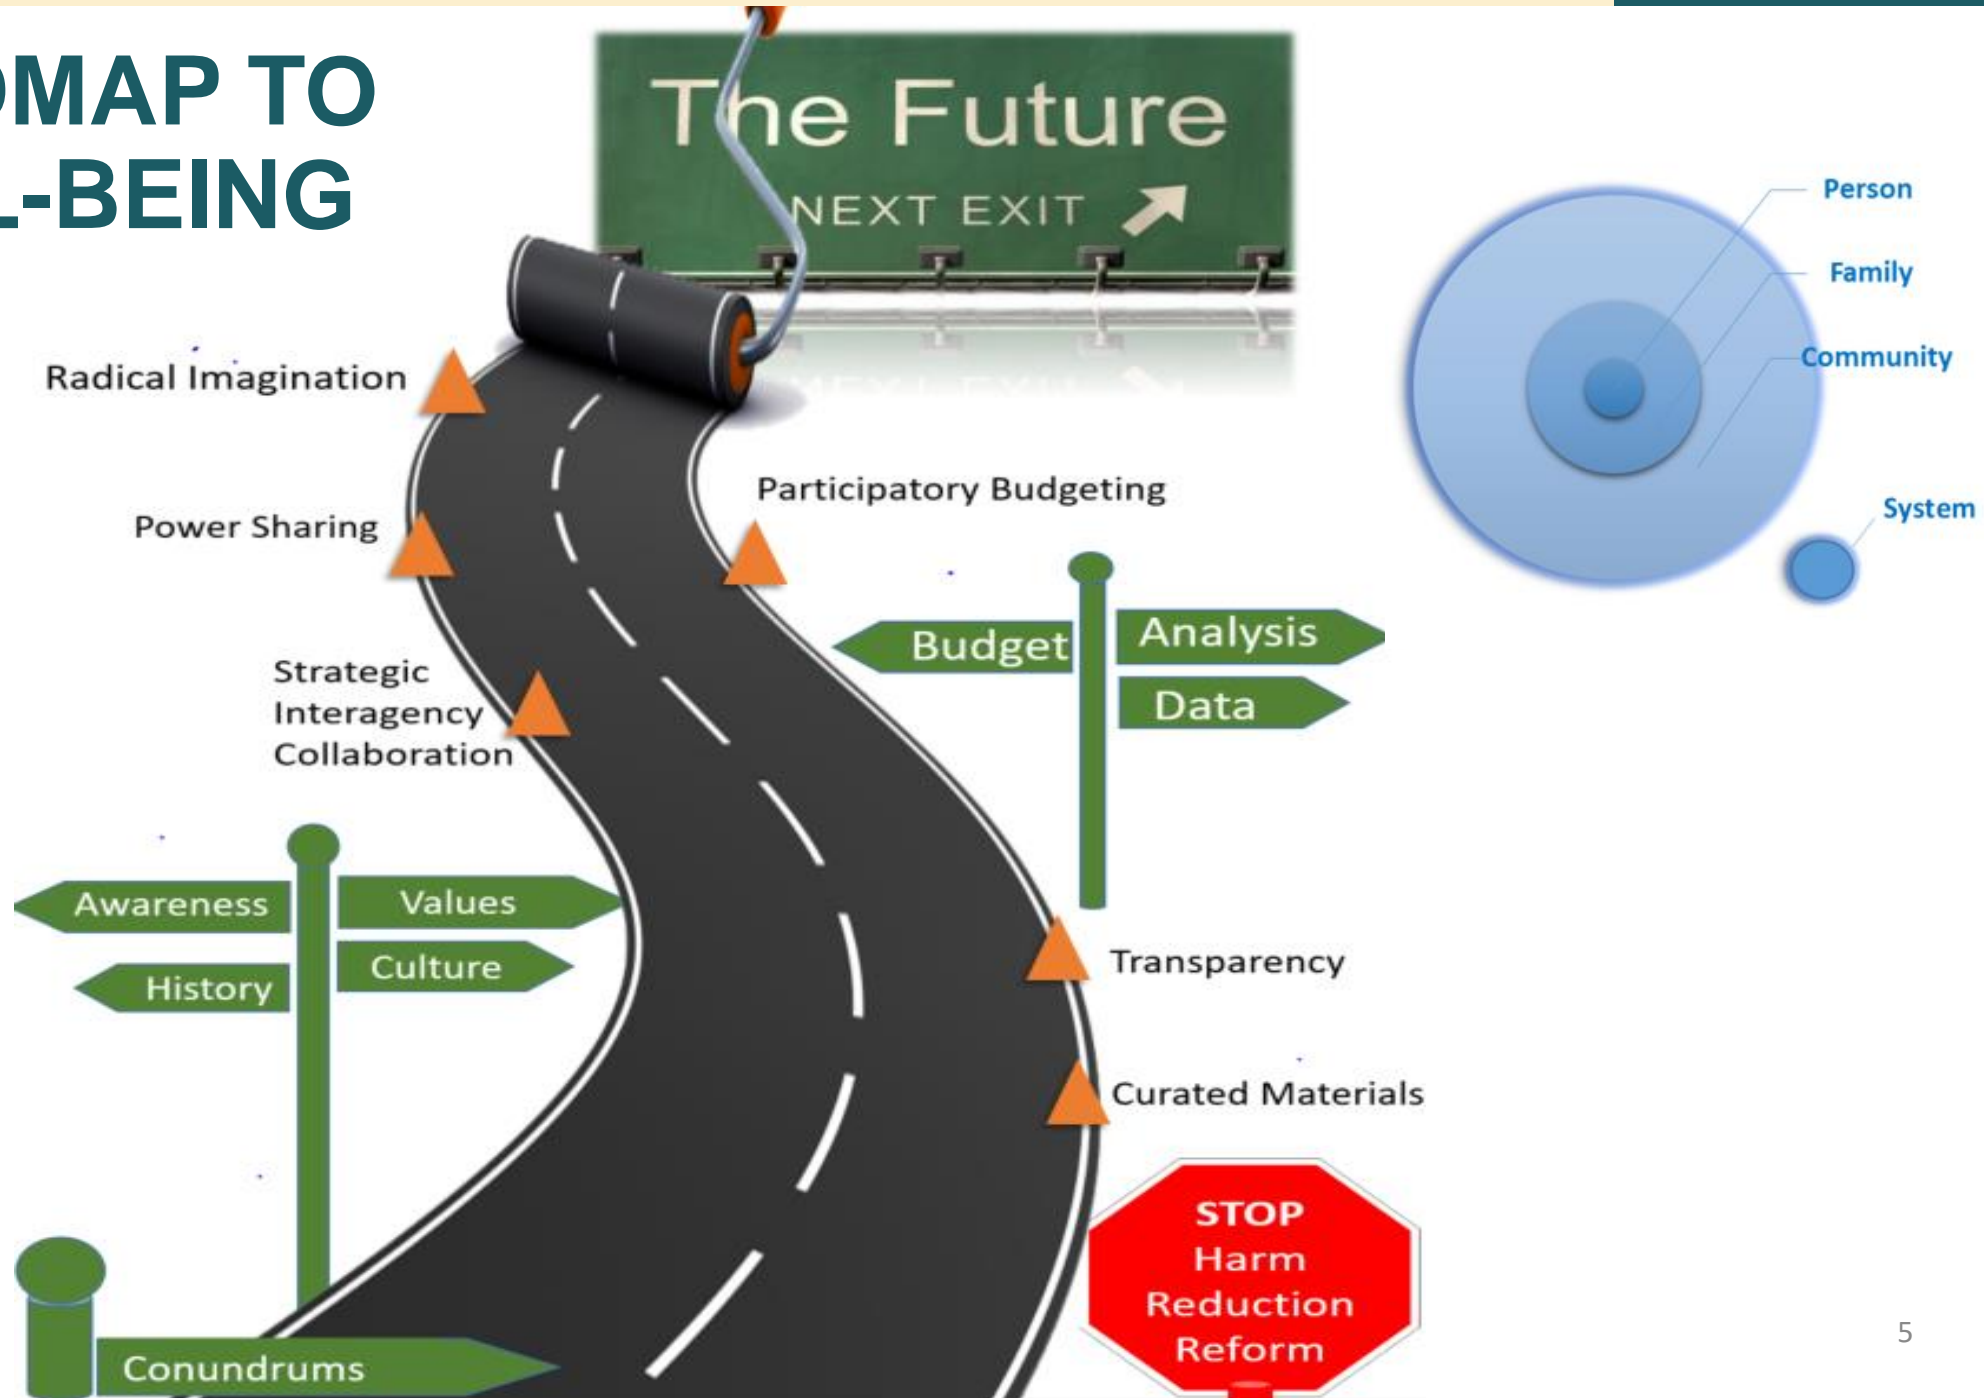 DMAP TO
L-BEING
The Future
NEXT EXIT
Person
Family
Community
System
Radical Imagination
Participatory Budgeting
Power Sharing
Budget
Analysis
Data
Strategic
Interagency
Collaboration
Awareness
Values
History
Culture
Transparency
Curated Materials
STOP
Harm
Reduction
Reform
Conundrums
5